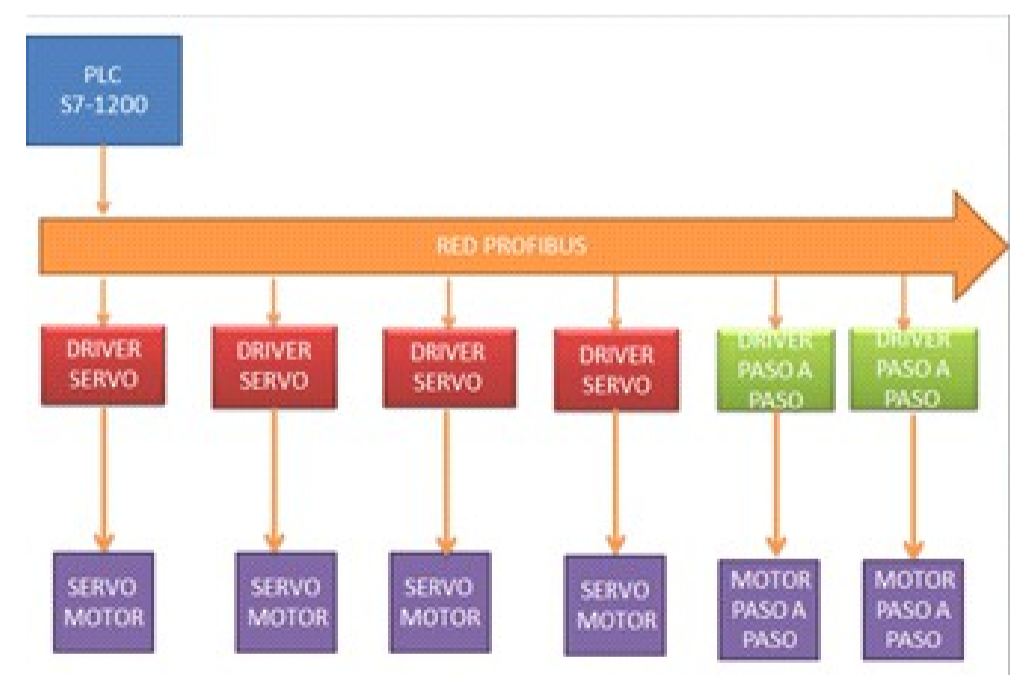 PLC
S7-1200
RED PROFIBUS
DRIVER
SERVO
DRIVER
SERVO
DRIVER
SERVO
DRIVER
SERVO
DRIVER
PASO A
PASO
DRIVER
PASO A
PASO
SERVO
MOTOR
SERVO
MOTOR
SERVO
MOTOR
SERVO
MOTOR
MOTOR
PASO A
PASO
MOTOR
PASO A
PASO